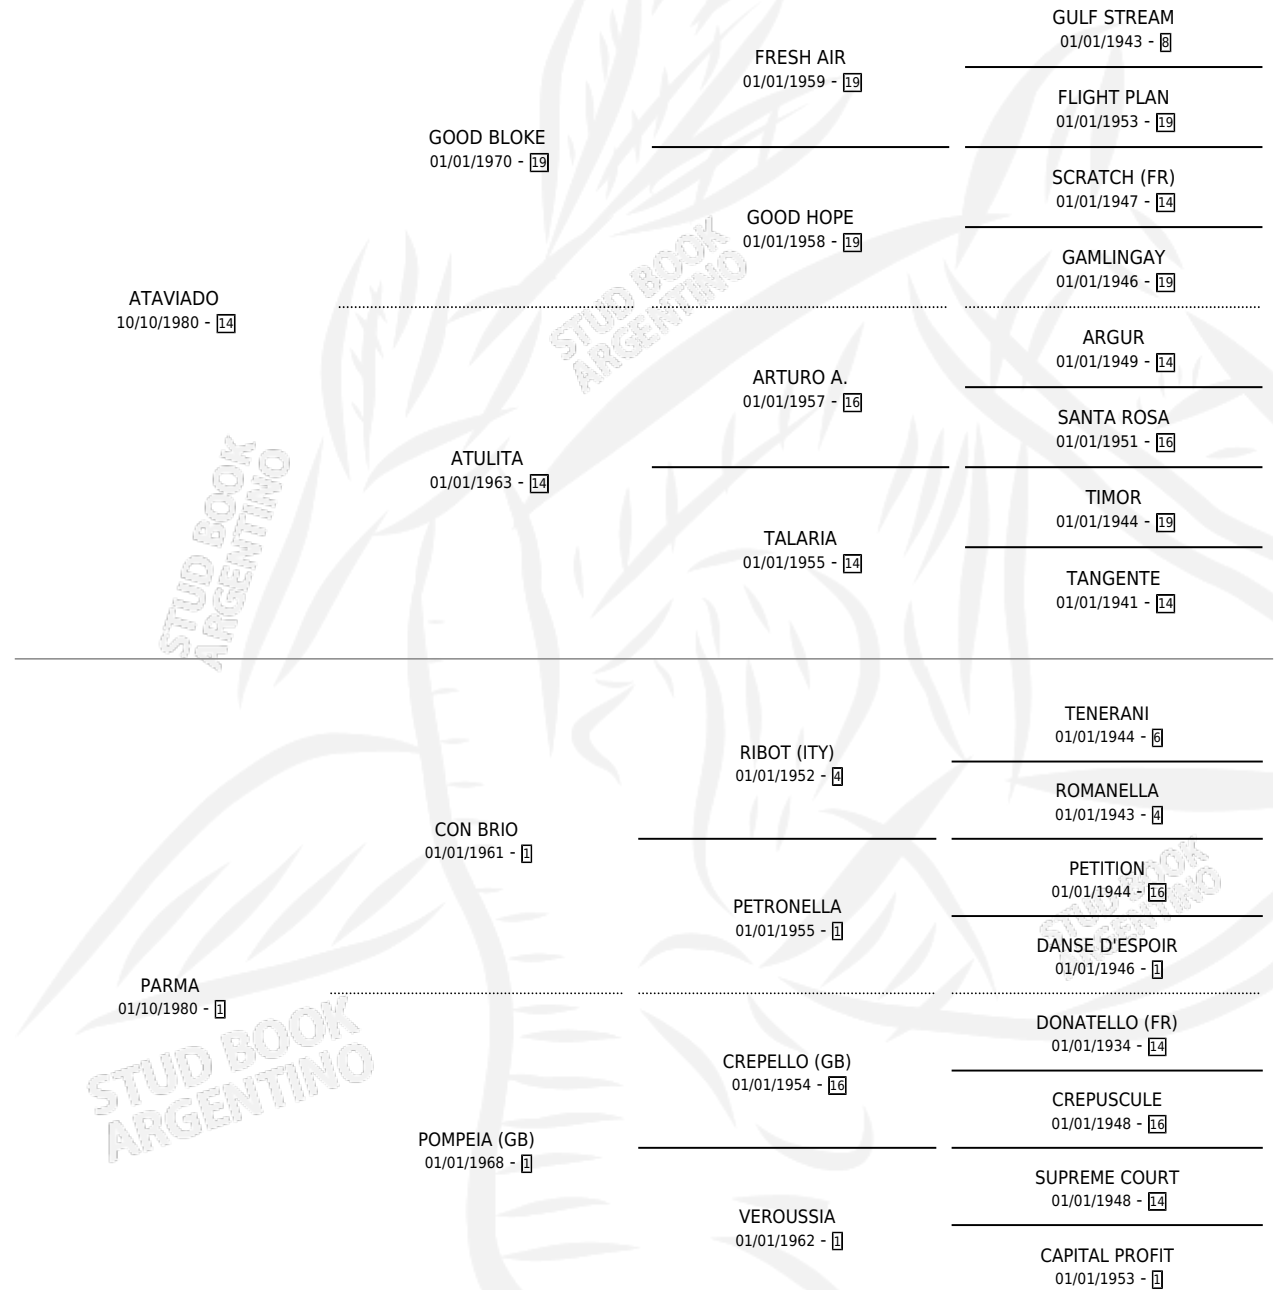 GULF STREAM
01/01/1943 - 8
FRESH AIR
01/01/1959 - 19
FLIGHT PLAN
01/01/1953 - 19
GOOD BLOKE
01/01/1970 - 19
SCRATCH (FR)
01/01/1947 - 14
GOOD HOPE
01/01/1958 - 19
GAMLINGAY
01/01/1946 - 19
ATAVIADO
10/10/1980 - 14
ARGUR
01/01/1949 - 14
ARTURO A.
01/01/1957 - 16
SANTA ROSA
01/01/1951 - 16
ATULITA
01/01/1963 - 14
TIMOR
01/01/1944 - 19
TALARIA
01/01/1955 - 14
TANGENTE
01/01/1941 - 14
TENERANI
01/01/1944 - 6
RIBOT (ITY)
01/01/1952 - 4
ROMANELLA
01/01/1943 - 4
CON BRIO
01/01/1961 - 1
PETITION
01/01/1944 - 16
PETRONELLA
01/01/1955 - 1
DANSE D'ESPOIR
01/01/1946 - 1
PARMA
01/10/1980 - 1
DONATELLO (FR)
01/01/1934 - 14
CREPELLO (GB)
01/01/1954 - 16
CREPUSCULE
01/01/1948 - 16
POMPEIA (GB)
01/01/1968 - 1
SUPREME COURT
01/01/1948 - 14
VEROUSSIA
01/01/1962 - 1
CAPITAL PROFIT
01/01/1953 - 1
STUD BOOK
ARGENTINO
STUD BOOK
ARGENTINO
STUD BOOK
ARGENTINO
STUD BOOK
ARGENTINO